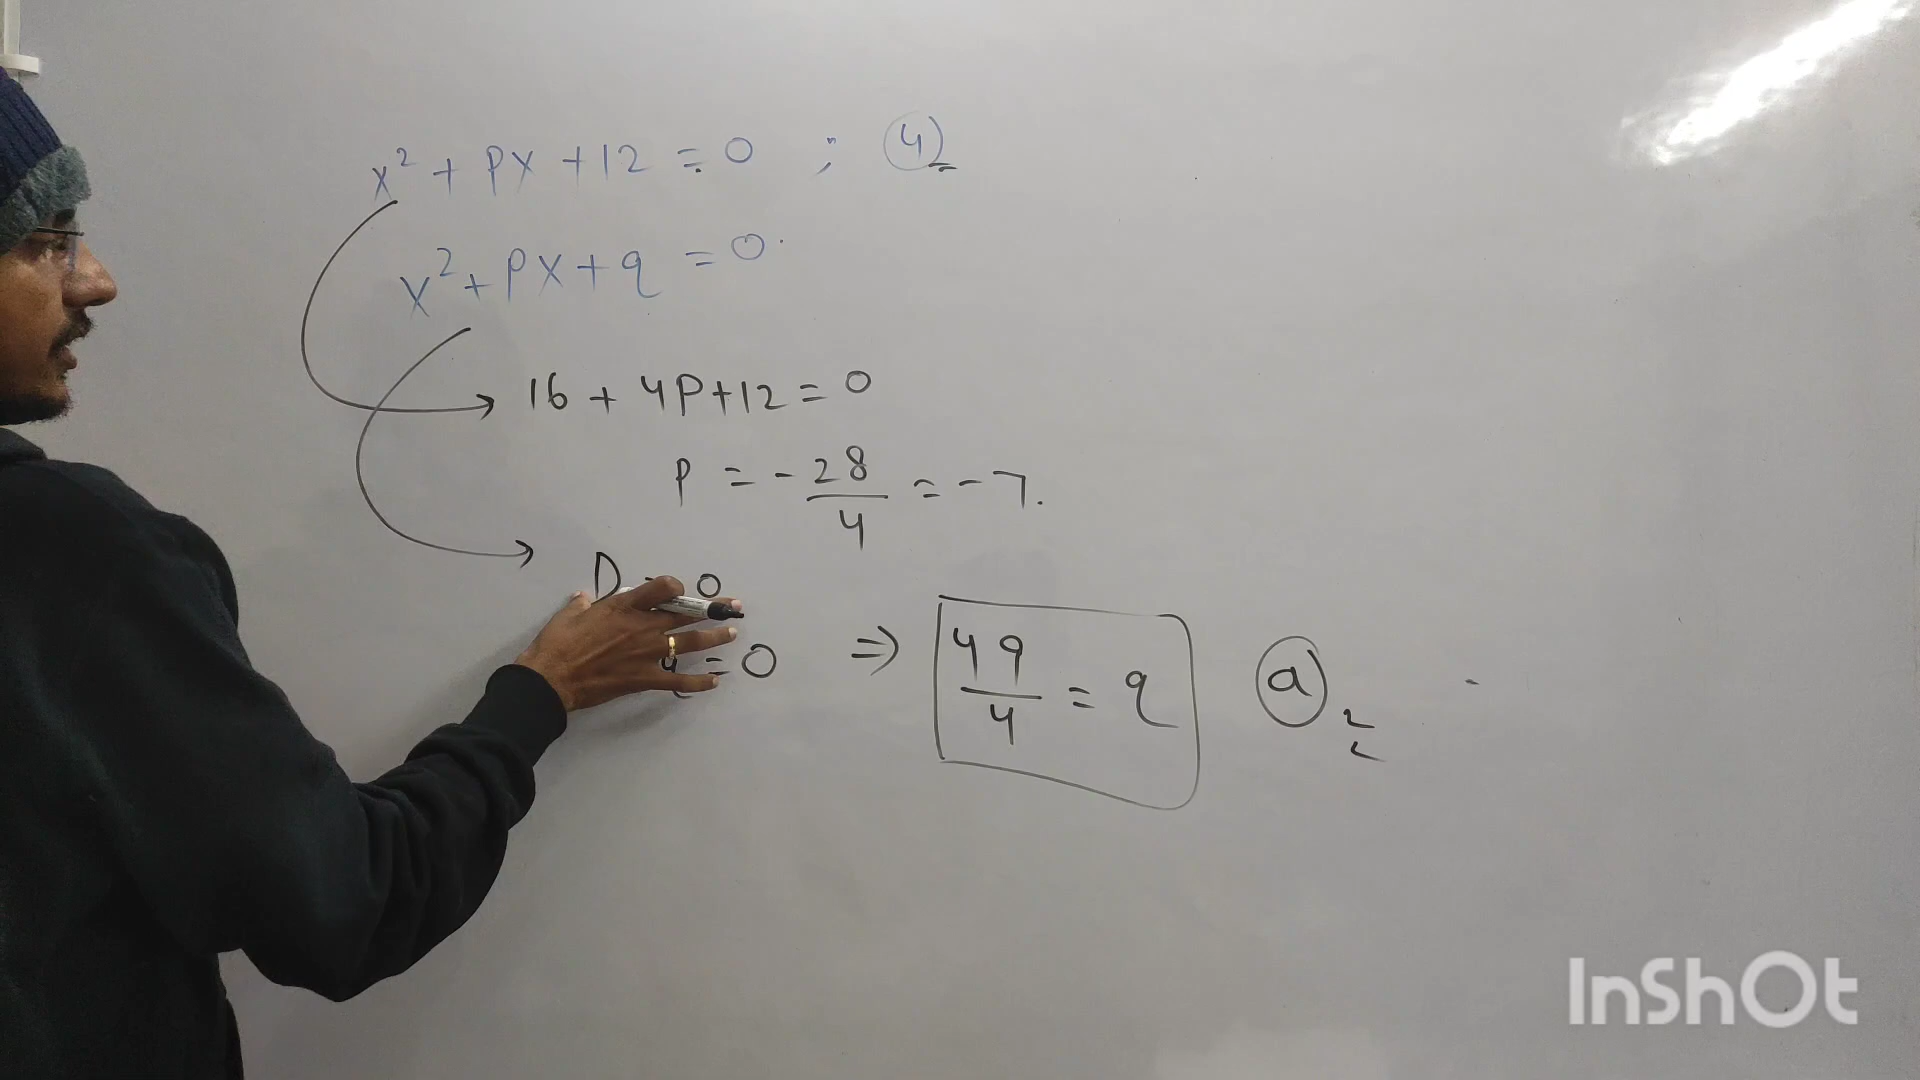 x² + px + 12 = 0 ; 4
x² + px + q = 0
16 + 4p + 12 = 0
p = -28/4 = -7.
D = 0
= 0 ⇒ 49/4 = q (a)
InShOt